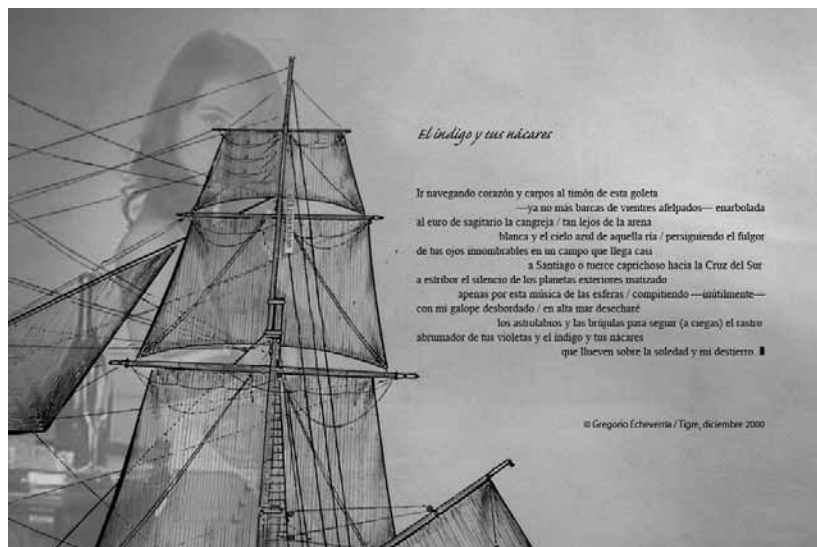 El índigo y tus nácares
Ir navegando corazón y carpos al timón de esta goleta
—ya no más barcas de vientres afelpados— enarbolada
al euro de sagitario la cangreja / tan lejos de la arena
blanca y el cielo azul de aquella ría / persiguiendo el fulgor
de tus ojos innombrables en un campo que llega casi
a Santiago o tuerce caprichoso hacia la Cruz del Sur
a estribor el silencio de los planetas exteriores matizado
apenas por esta música de las esferas / compitiendo —inútilmente—
con mi galope desbordado / en alta mar desecharé
los astrolabios y las brújulas para seguir (a ciegas) el rastro
abrumador de tus violetas y el índigo y tus nácares
que llueven sobre la soledad y mi destierro.
© Gregorio Echeverría / Tigre, diciembre 2000